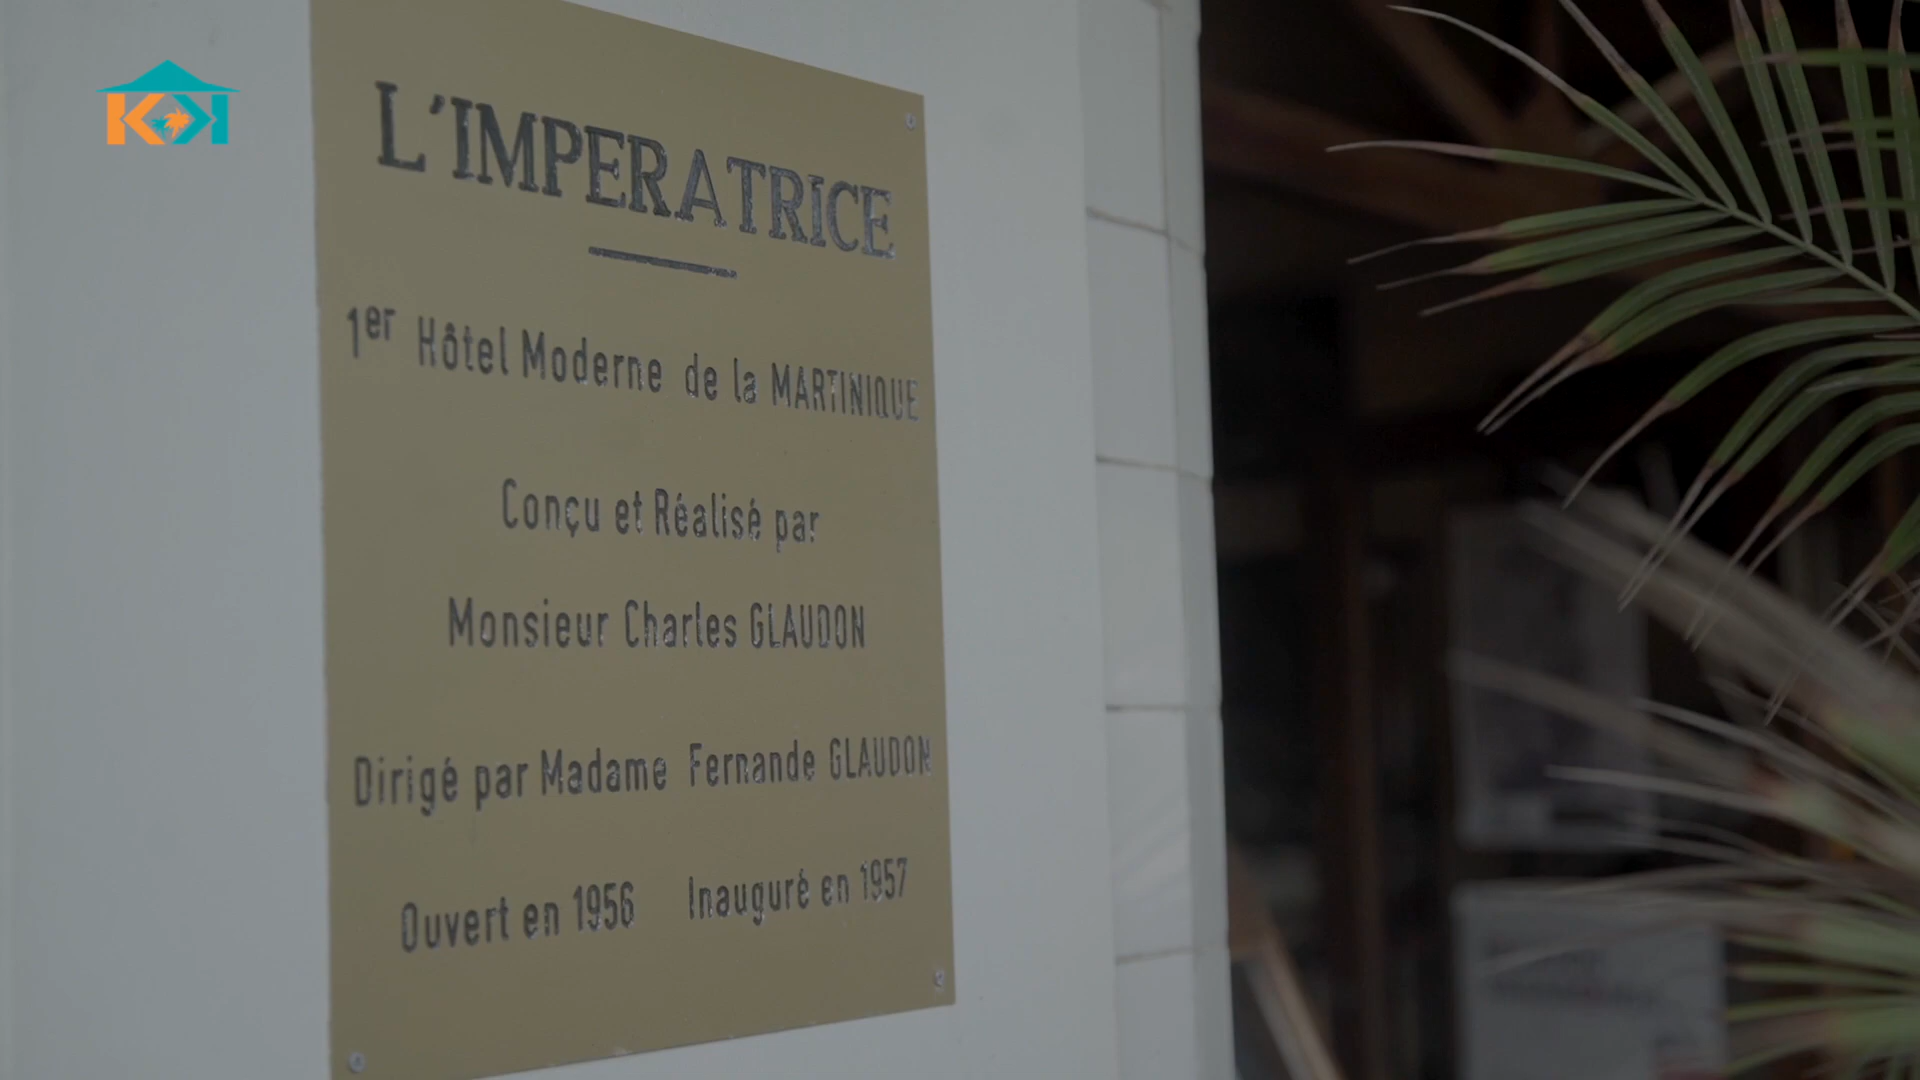 KK
L'IMPERATRICE
1er Hôtel Moderne de la MARTINIQUE
Conçu et Réalisé par
Monsieur Charles GLAUDON
Dirigé par Madame Fernande GLAUDON
Ouvert en 1956 Inauguré en 1957